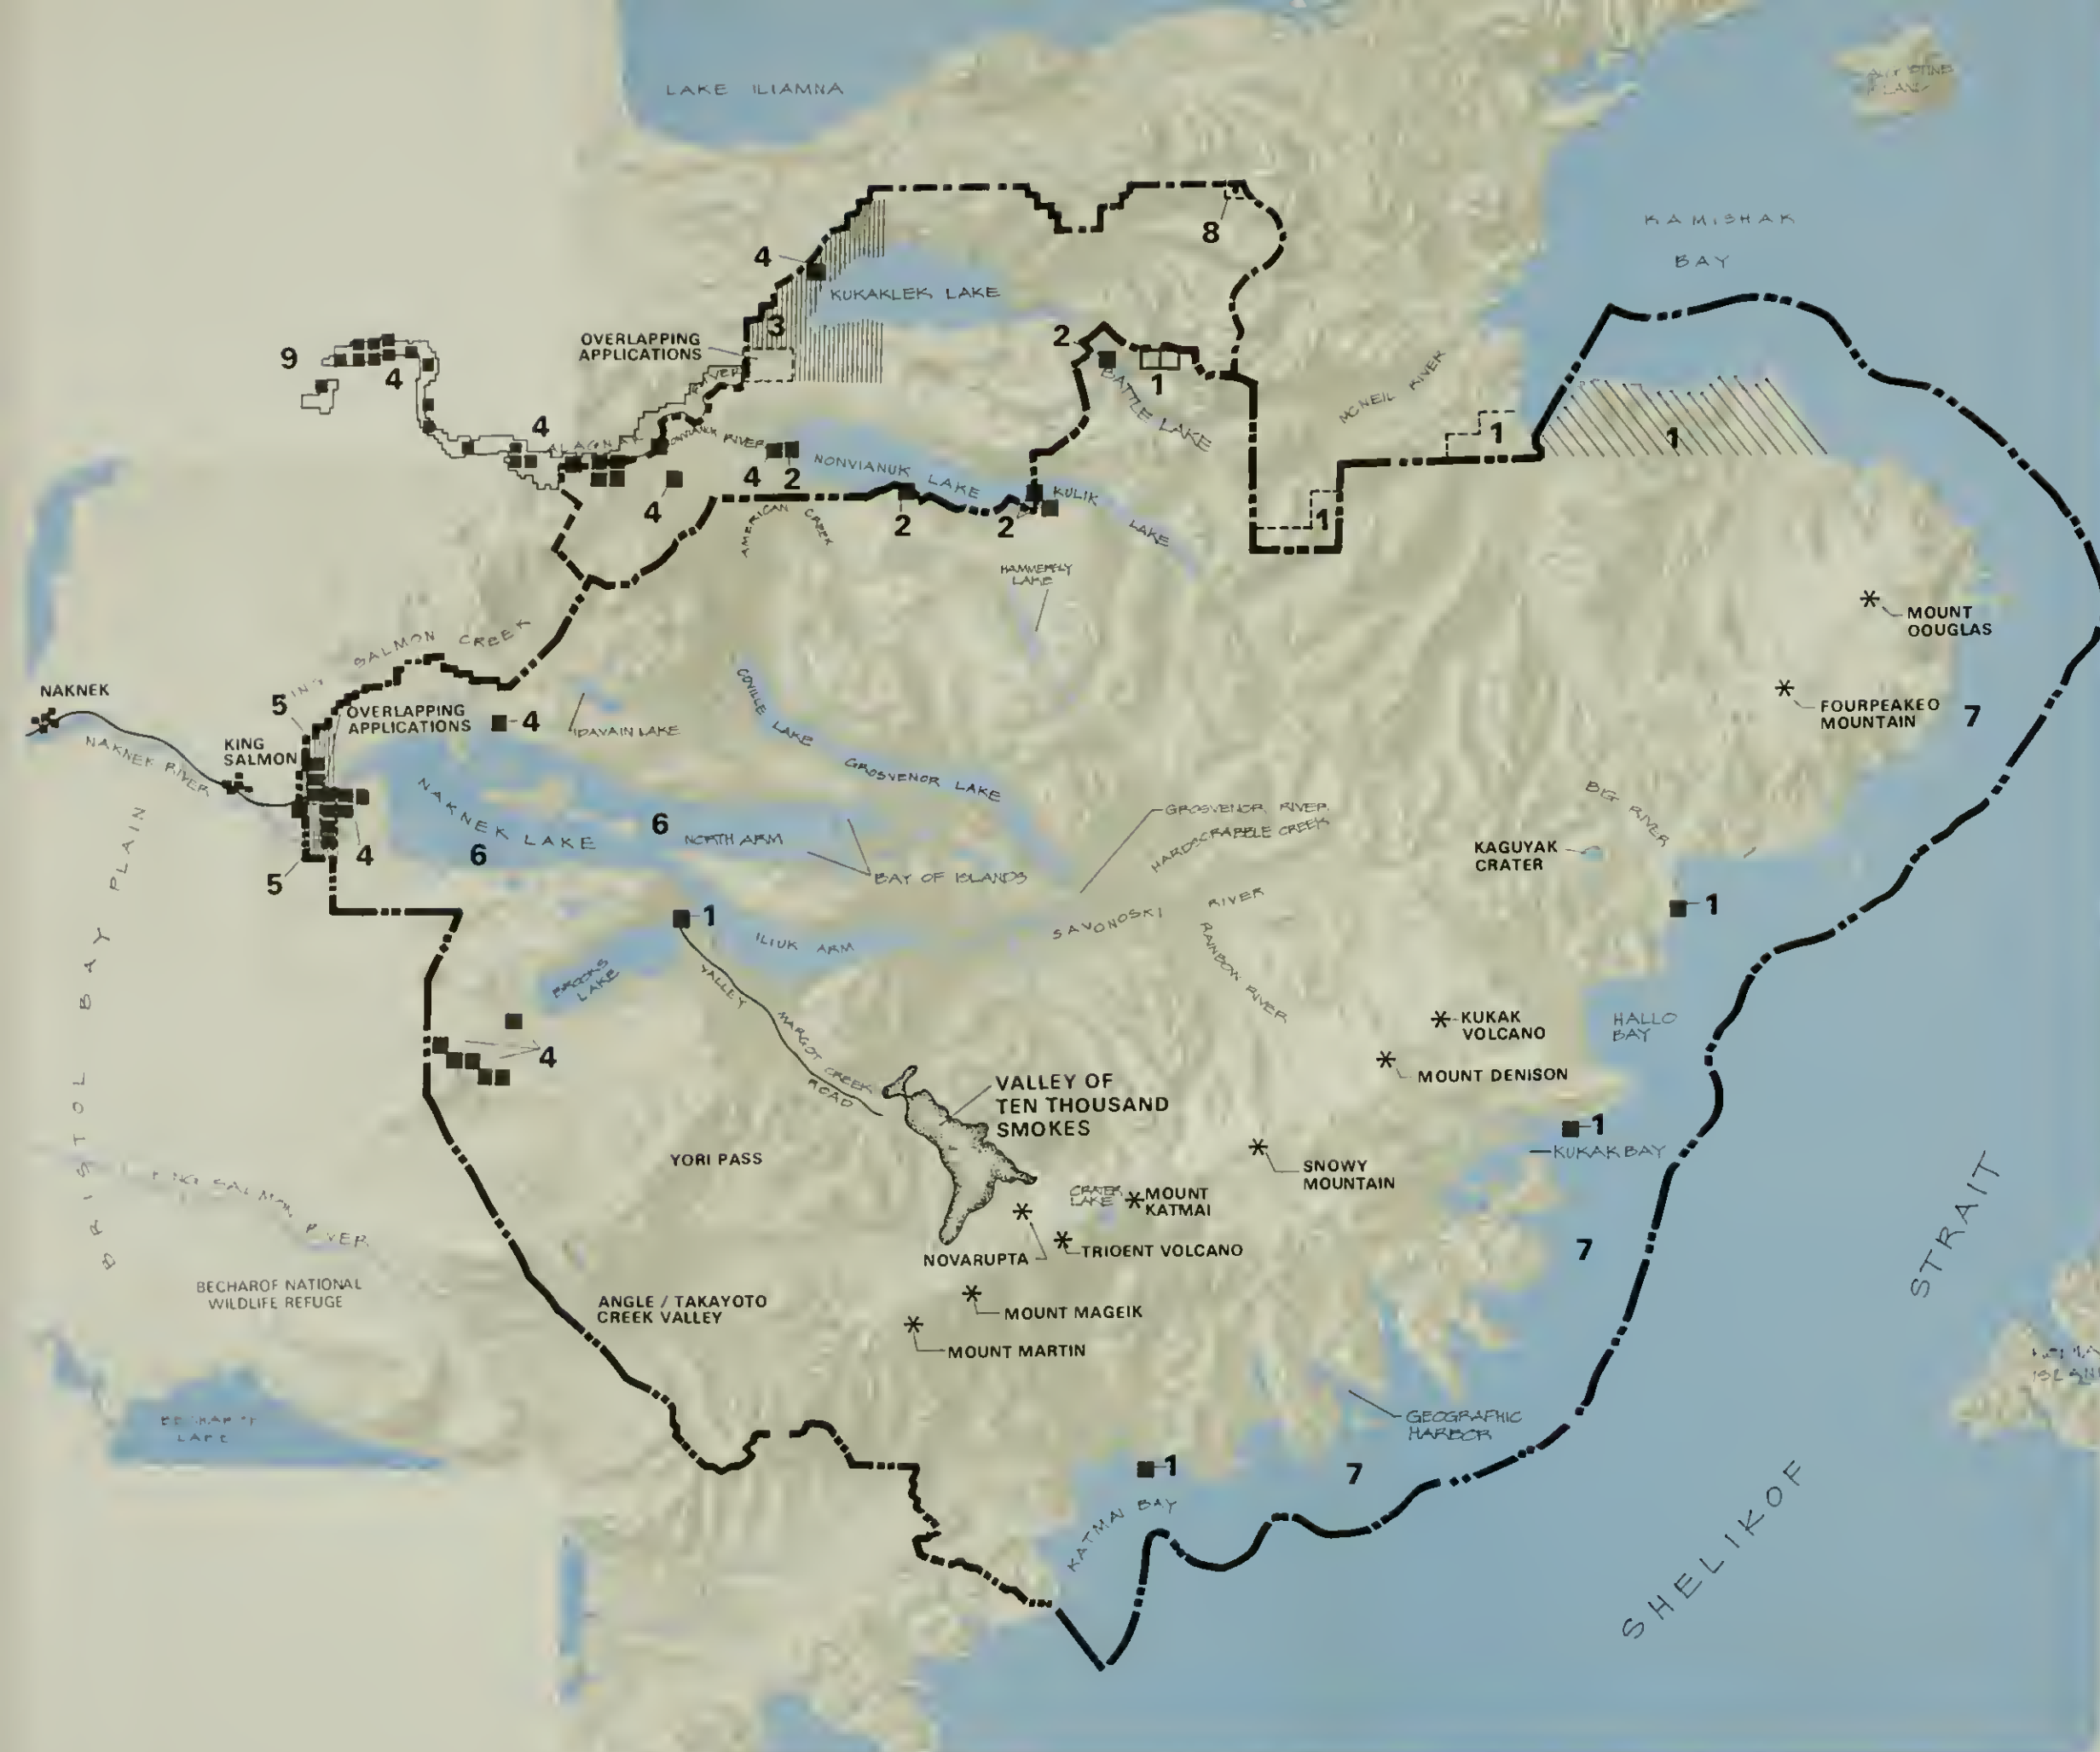 LAKE ILIAMNA
KAMISHAK
BAY
8
4
KUKAKLEK LAKE
3
OVERLAPPING
APPLICATIONS
9
4
RIVER
2
1
BATTLE LAKE
MCNEIL RIVER
1
1
4
ALAGNAK
NONVIANUK RIVER
4
2
NONVIANUK LAKE
4
2
2
KULIK
LAKE
1
AMERICAN CREEK
HAMMERSLY
LAKE
MOUNT
DOUGLAS
SALMON CREEK
NAKNEK
5
OVERLAPPING
APPLICATIONS
4
IDAVAIN LAKE
COVILLE LAKE
FOURPEAKED
MOUNTAIN
7
KING
SALMON
NAKNEK RIVER
GROSVENOR LAKE
BIG RIVER
NAKNEK LAKE
6
NORTH ARM
GROSVENOR RIVER
HARDSCRABBLE CREEK
4
6
5
BAY OF ISLANDS
KAGUYAK
CRATER
1
1
ILIUK ARM
SAVONOSKI RIVER
RAINBOW RIVER
BROOKS
LAKE
VALLEY
ROAD
MARGOT CREEK
BRISTOL BAY PLAIN
4
KUKAK
VOLCANO
HALLO
BAY
MOUNT DENISON
VALLEY OF
TEN THOUSAND
SMOKES
1
KUKAK BAY
YORI PASS
SNOWY
MOUNTAIN
CRATER
LAKE
MOUNT
KATMAI
SALMON
NOVARUPTA
TRIDENT VOLCANO
7
BECHAROF NATIONAL
WILDLIFE REFUGE
ANGLE / TAKAYOTO
CREEK VALLEY
MOUNT MAGEIK
MOUNT MARTIN
GEOGRAPHIC
HARBOR
1
7
KATMAI BAY
SHELIKOF STRAIT